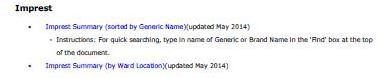 Imprest
• Imprest Summary (sorted by Generic Name)(updated May 2014)
• Instructions: For quick searching, type in name of Generic or Brand Name in the 'Find' box at the top
of the document.
• Imprest Summary (by Ward Location)(updated May 2014)